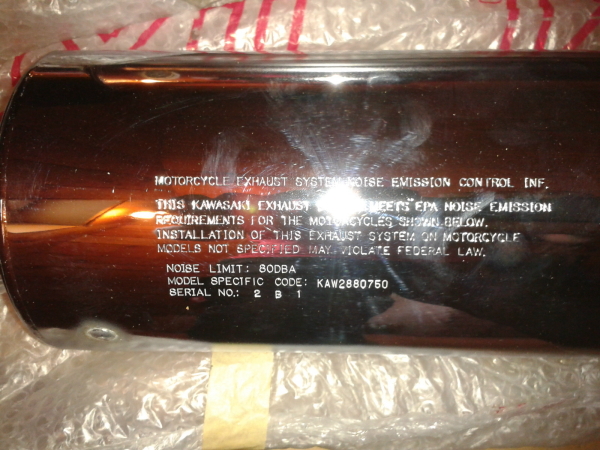 MOTORCYCLE EXHAUST SYSTEM NOISE EMISSION CONTROL INF.
THIS KAWASAKI EXHAUST MEETS EPA NOISE EMISSION
REQUIREMENTS FOR THE MOTORCYCLES SHOWN BELOW.
INSTALLATION OF THIS EXHAUST SYSTEM ON MOTORCYCLE
MODELS NOT SPECIFIED MAY VIOLATE FEDERAL LAW.
NOISE LIMIT: 80DBA
MODEL SPECIFIC CODE: KAW2880750
SERIAL NO.: 2 B 1